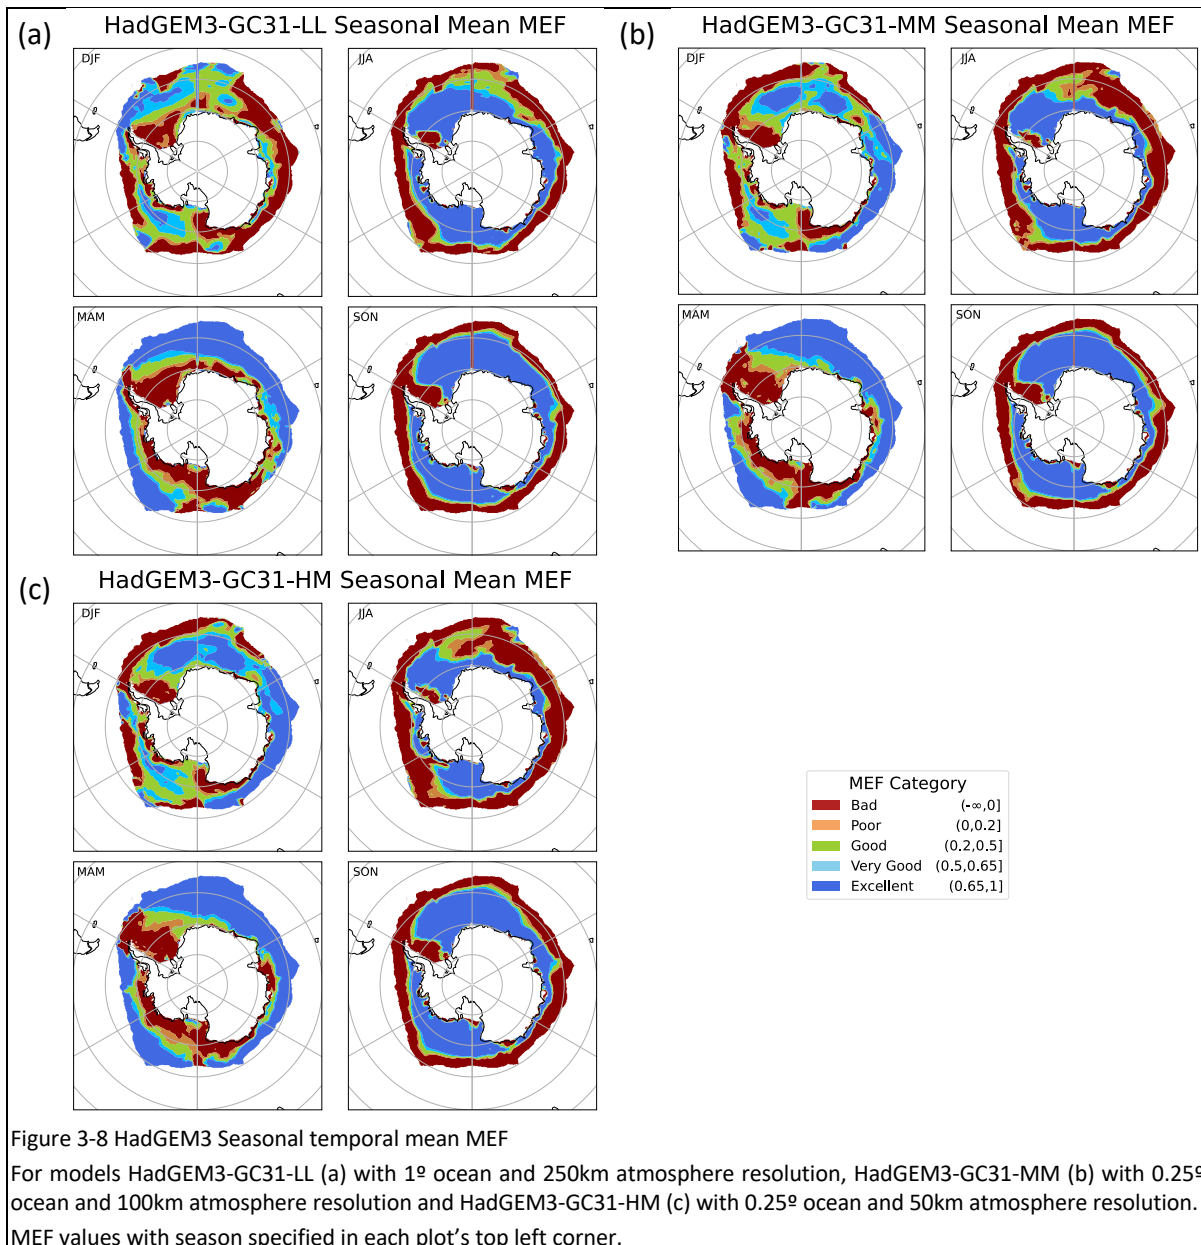 (a)
HadGEM3-GC31-LL Seasonal Mean MEF
DJF
JJA
MAM
SON
(b)
HadGEM3-GC31-MM Seasonal Mean MEF
DJF
JJA
MAM
SON
(c)
HadGEM3-GC31-HM Seasonal Mean MEF
DJF
JJA
MAM
SON
MEF Category
Bad (-∞,0]
Poor (0,0.2]
Good (0.2,0.5]
Very Good (0.5,0.65]
Excellent (0.65,1]
Figure 3-8 HadGEM3 Seasonal temporal mean MEF
For models HadGEM3-GC31-LL (a) with 1º ocean and 250km atmosphere resolution, HadGEM3-GC31-MM (b) with 0.25º
ocean and 100km atmosphere resolution and HadGEM3-GC31-HM (c) with 0.25º ocean and 50km atmosphere resolution.
MEF values with season specified in each plot's top left corner.